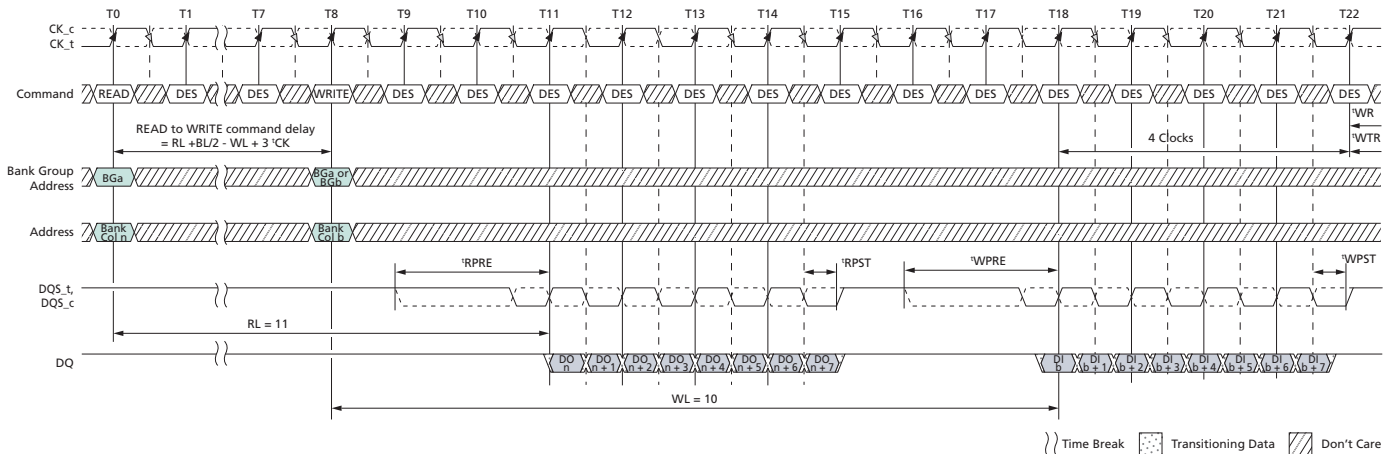 T0 T1 T7 T8 T9 T10 T11 T12 T13 T14 T15 T16 T17 T18 T19 T20 T21 T22
CK_c
CK_t
Command READ DES DES WRITE DES DES DES DES DES DES DES DES DES DES DES DES DES DES
tWR
READ to WRITE command delay
= RL +BL/2 - WL + 3 tCK
4 Clocks
tWTR
Bank Group
Address
BGa
BGa or
BGb
Address
Bank
Col n
Bank
Col b
tRPRE tRPST tWPRE tWPST
DQS_t,
DQS_c
RL = 11
DQ
DO
n
DO
n + 1
DO
n + 2
DO
n + 3
DO
n + 4
DO
n + 5
DO
n + 6
DO
n + 7
DI
b
DI
b + 1
DI
b + 2
DI
b + 3
DI
b + 4
DI
b + 5
DI
b + 6
DI
b + 7
WL = 10
Time Break Transitioning Data Don't Care